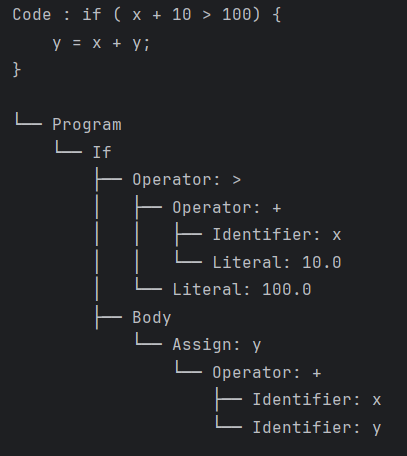 Code : if ( x + 10 > 100) {
    y = x + y;
}

└── Program
    └── If
        ├── Operator: >
        │   ├── Operator: +
        │   │   ├── Identifier: x
        │   │   └── Literal: 10.0
        │   └── Literal: 100.0
        ├── Body
            └── Assign: y
                └── Operator: +
                    ├── Identifier: x
                    └── Identifier: y